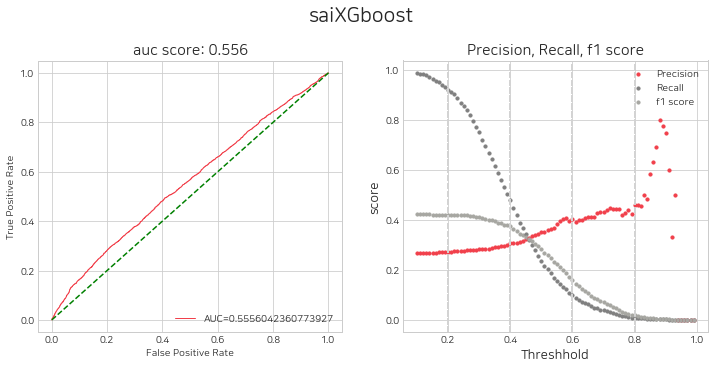 saiXGboost
auc score: 0.556
True Positive Rate
1.0
0.8
0.6
0.4
0.2
0.0
AUC=0.5556042360773927
0.0 0.2 0.4 0.6 0.8 1.0
False Positive Rate
Precision, Recall, f1 score
score
1.0
0.8
0.6
0.4
0.2
0.0
Precision
Recall
f1 score
0.2 0.4 0.6 0.8 1.0
Threshhold